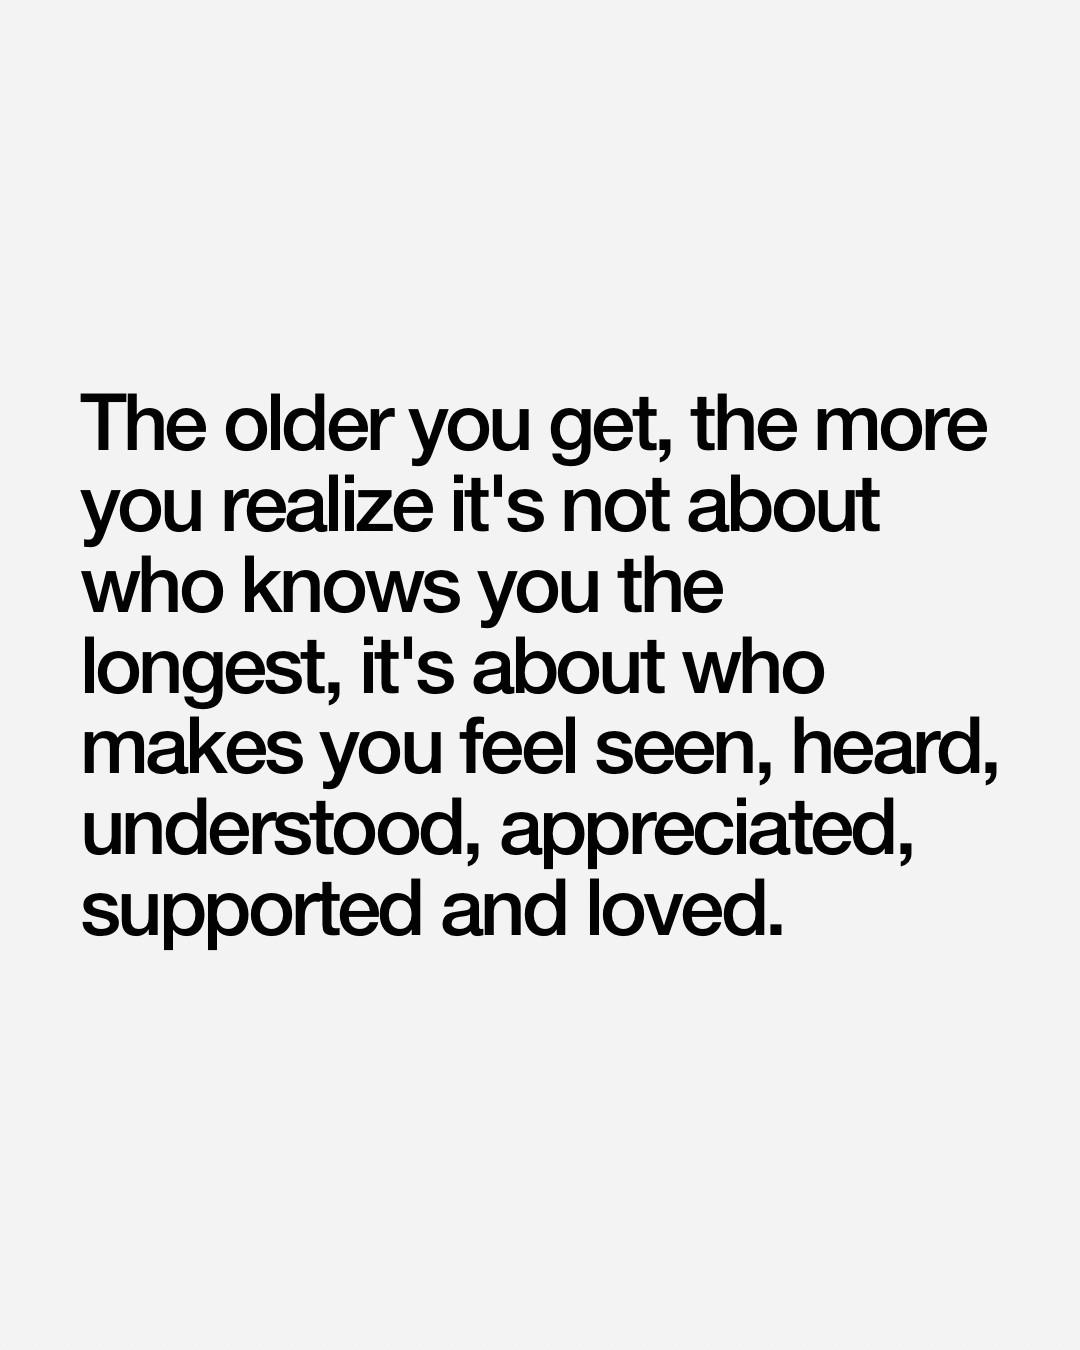 The older you get, the more
you realize it's not about
who knows you the
longest, it's about who
makes you feel seen, heard,
understood, appreciated,
supported and loved.